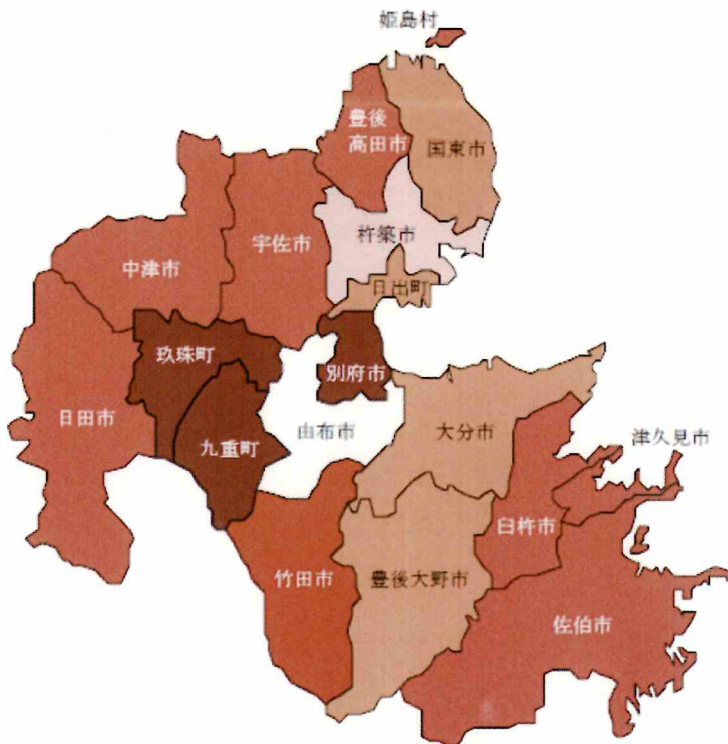 姫島村
豊後
高田市
国東市
杵築市
宇佐市
中津市
日出町
玖珠町
別府市
日田市
九重町
由布市
大分市
津久見市
臼杵市
竹田市
豊後大野市
佐伯市